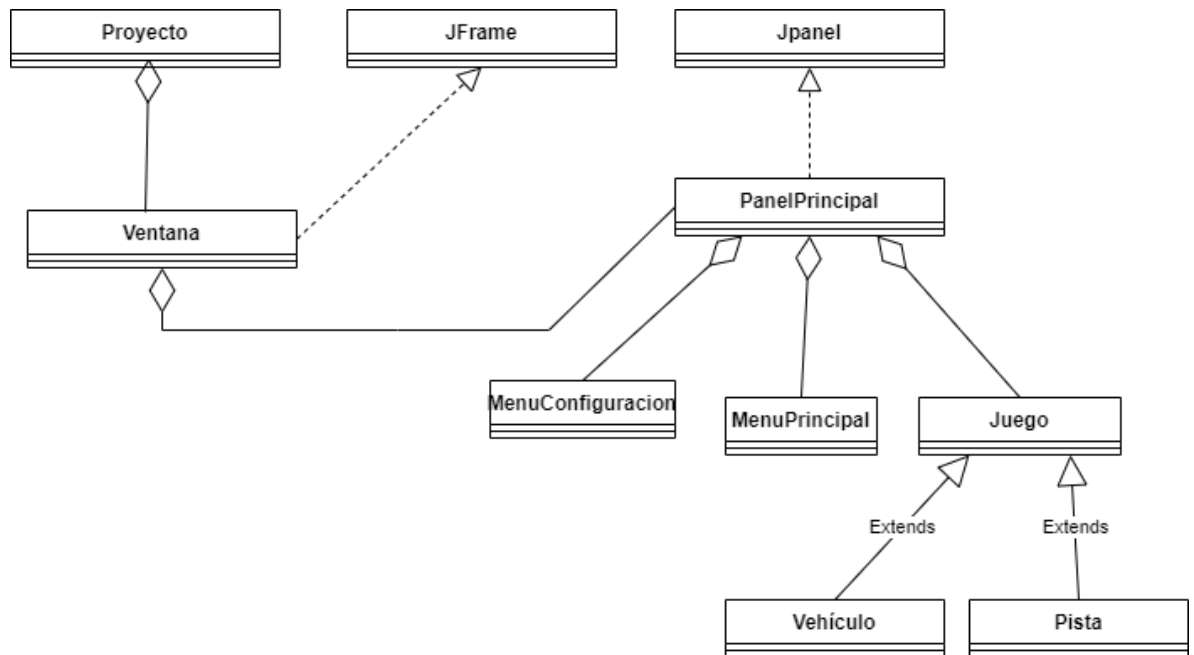 Proyecto
JFrame
Jpanel
PanelPrincipal
Ventana
MenuConfiguracion
MenuPrincipal
Juego
Extends
Extends
Vehículo
Pista